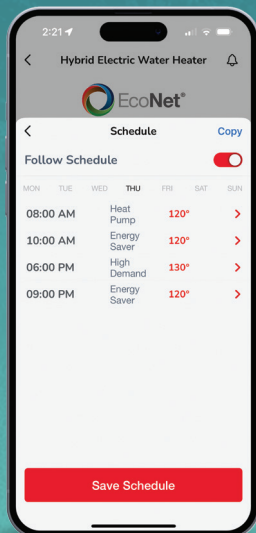 2:21
Hybrid Electric Water Heater
EcoNet®
Schedule Copy
Follow Schedule
MON TUE WED THU FRI SAT SUN
08:00 AM Heat Pump 120°
10:00 AM Energy Saver 120°
06:00 PM High Demand 130°
09:00 PM Energy Saver 120°
Save Schedule